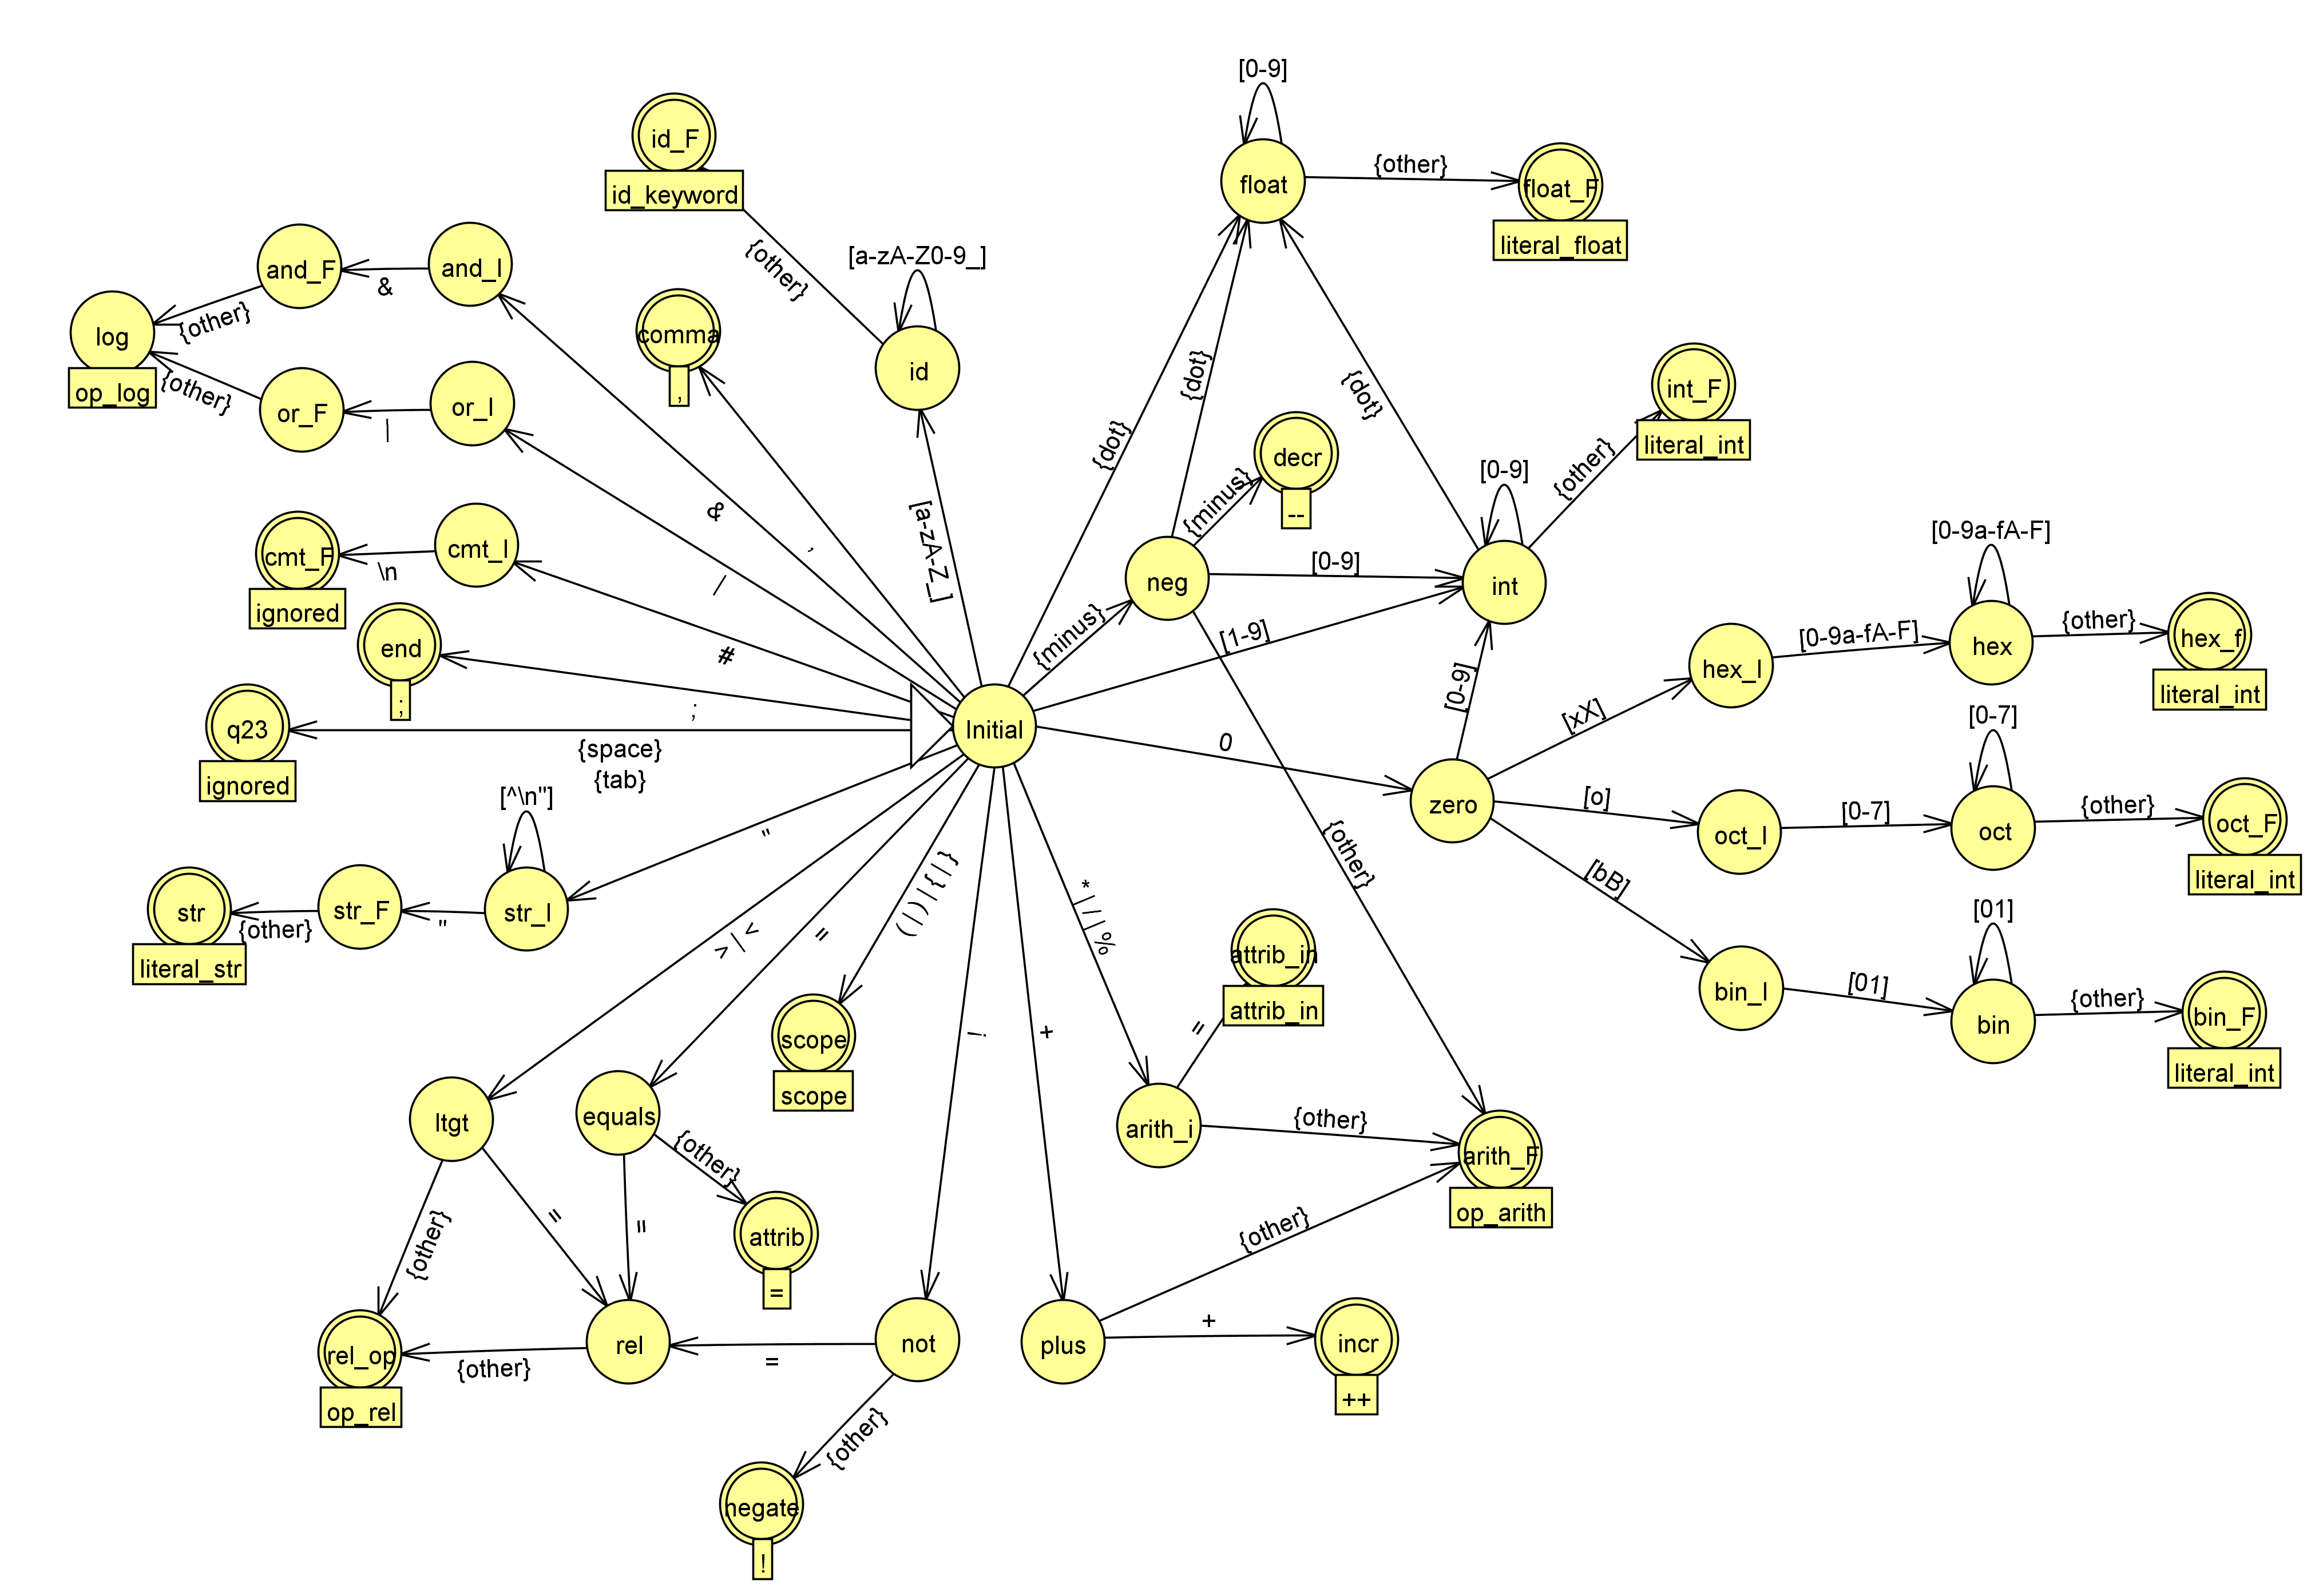 [0-9]
id_F
id_keyword
float
{other}
float_F
literal_float
and_F
&
and_I
{other}
log
op_log
{other}
or_F
|
or_I
{other}
[a-zA-Z0-9_]
id
comma
,
{dot}
{dot}
{dot}
int_F
literal_int
{other}
decr
--
{minus}
[0-9]
int
[0-9]
neg
{minus}
[1-9]
[a-zA-Z_]
,
&
/
cmt_F
ignored
\n
cmt_I
#
end
;
;
q23
ignored
{space}
{tab}
Initial
0
zero
[0-9]
[xX]
hex_I
[0-9a-fA-F]
[0-9a-fA-F]
hex
{other}
hex_f
literal_int
[o]
oct_I
[0-7]
[0-7]
oct
{other}
oct_F
literal_int
[bB]
bin_I
[01]
[01]
bin
{other}
bin_F
literal_int
{other}
"
[^\n"]
str_I
"
str_F
{other}
str
literal_str
> | <
=
( | ) | { | }
!
+
* | / | %
attrib_in
attrib_in
=
arith_i
{other}
arith_F
op_arith
scope
scope
ltgt
equals
{other}
attrib
=
=
=
{other}
rel_op
op_rel
{other}
rel
=
not
{other}
negate
!
plus
{other}
+
incr
++